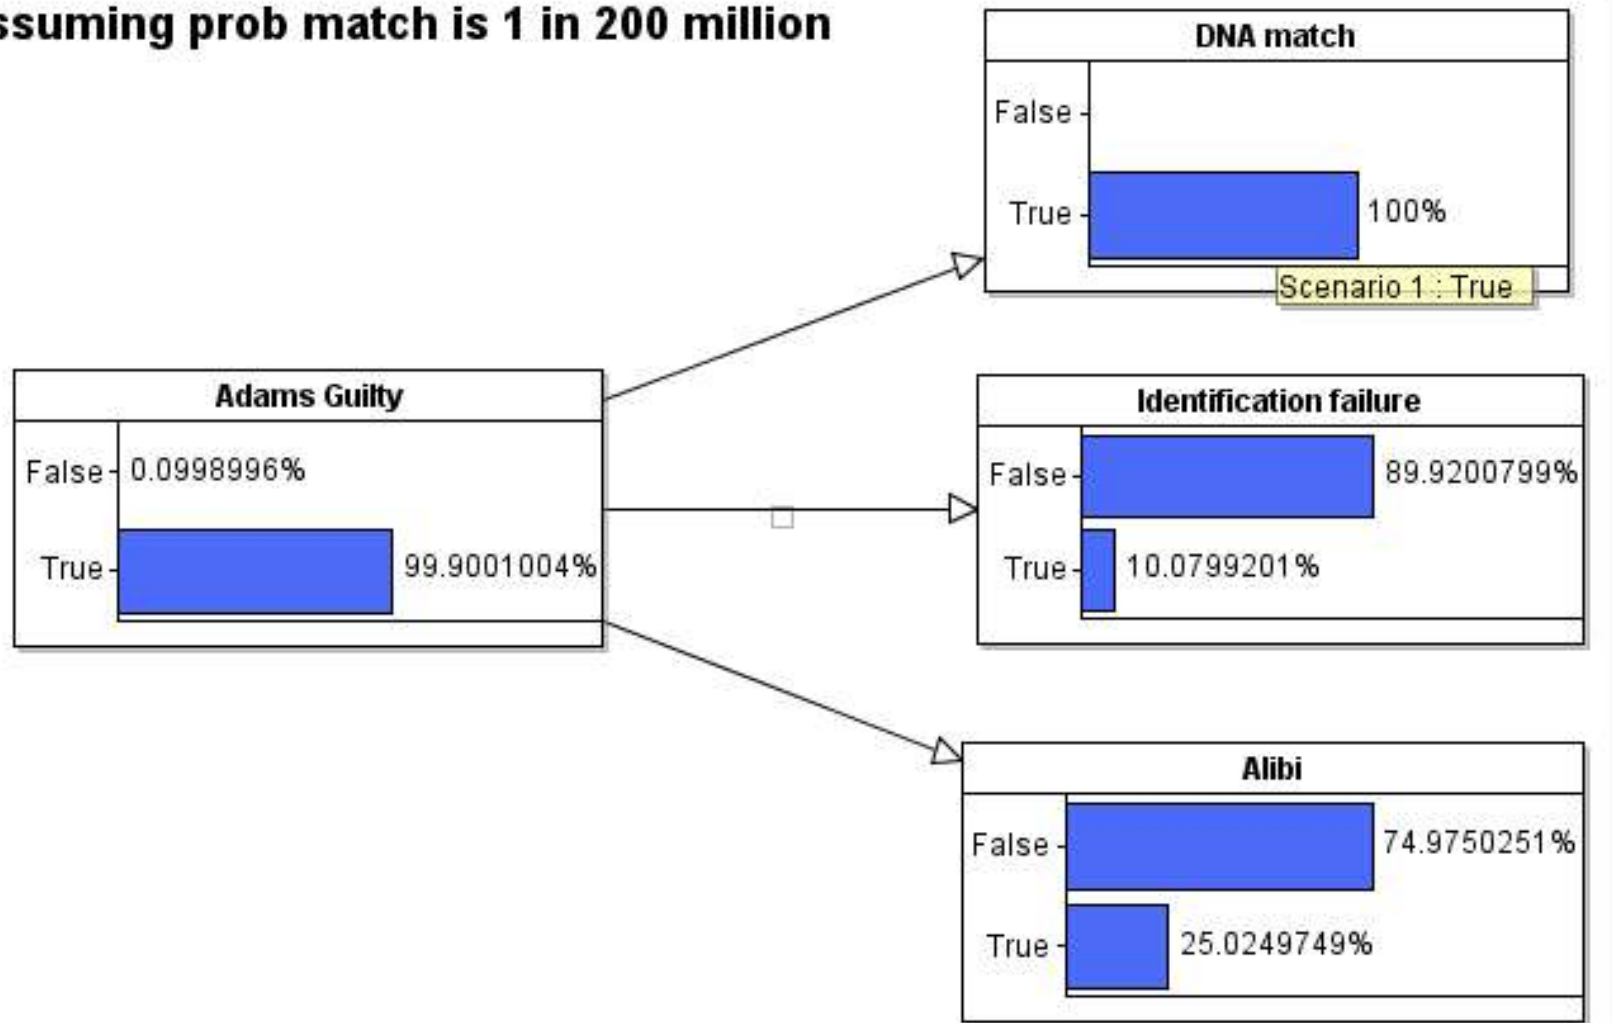 ssuming prob match is 1 in 200 million
DNA match
False
True
100%
Scenario 1 : True
Adams Guilty
False
0.0998996%
True
99.9001004%
Identification failure
False
89.9200799%
True
10.0799201%
Alibi
False
74.9750251%
True
25.0249749%